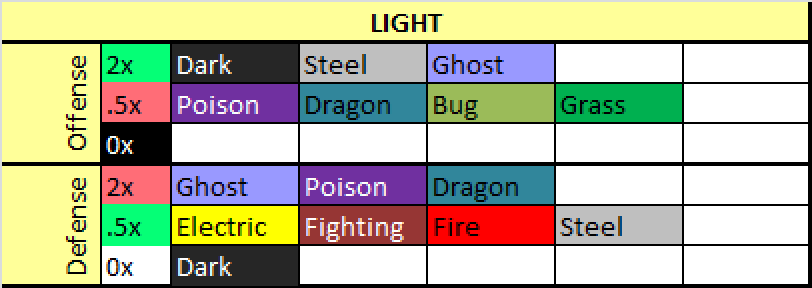 LIGHT
Offense
2x Dark Steel Ghost
.5x Poison Dragon Bug Grass
0x
Defense
2x Ghost Poison Dragon
.5x Electric Fighting Fire Steel
0x Dark